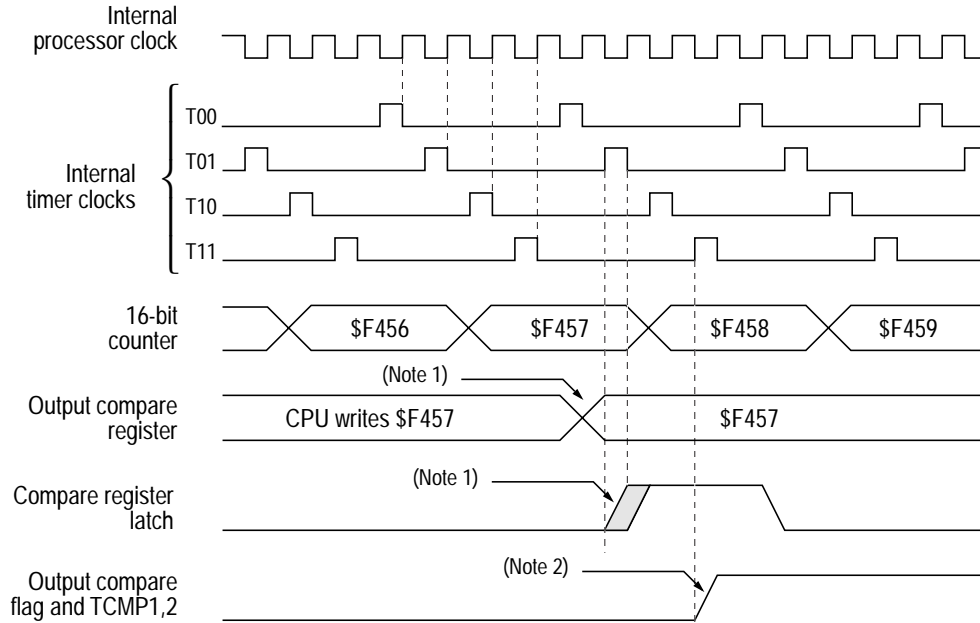 Internal
processor clock
T00
T01
Internal
timer clocks
T10
T11
16-bit
counter
$F456
$F457
$F458
$F459
(Note 1)
Output compare
register
CPU writes $F457
$F457
(Note 1)
Compare register
latch
(Note 2)
Output compare
flag and TCMP1,2